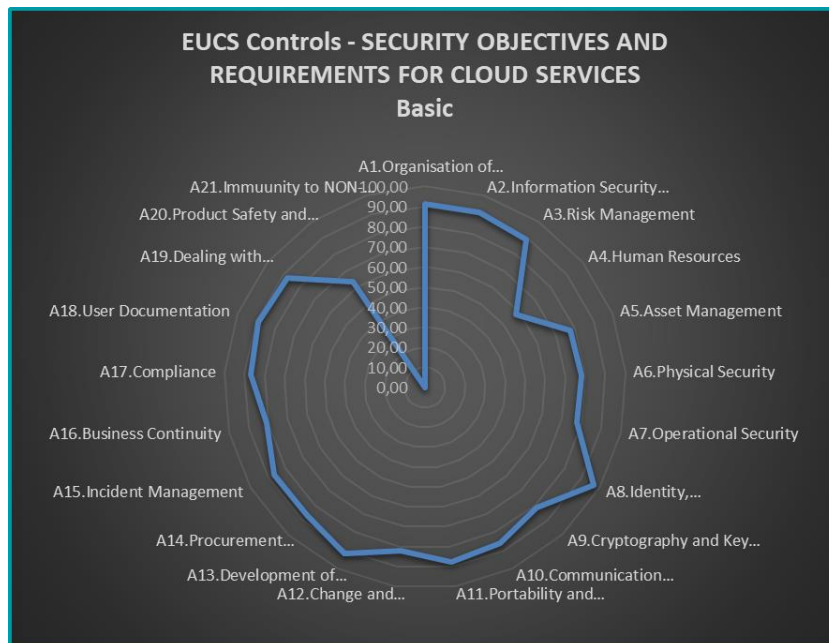 EUCS Controls - SECURITY OBJECTIVES AND
REQUIREMENTS FOR CLOUD SERVICES
Basic
A1.Organisation of...
A21.Immuunity to NON-...
100,00
A2.Information Security...
A20.Product Safety and...
90,00
A3.Risk Management
80,00
A19.Dealing with...
70,00
A4.Human Resources
60,00
50,00
A18.User Documentation
40,00
A5.Asset Management
30,00
20,00
A17.Compliance
10,00
A6.Physical Security
0,00
A16.Business Continuity
A7.Operational Security
A15.Incident Management
A8.Identity,...
A14.Procurement...
A9.Cryptography and Key...
A13.Development of...
A10.Communication...
A12.Change and...
A11.Portability and...